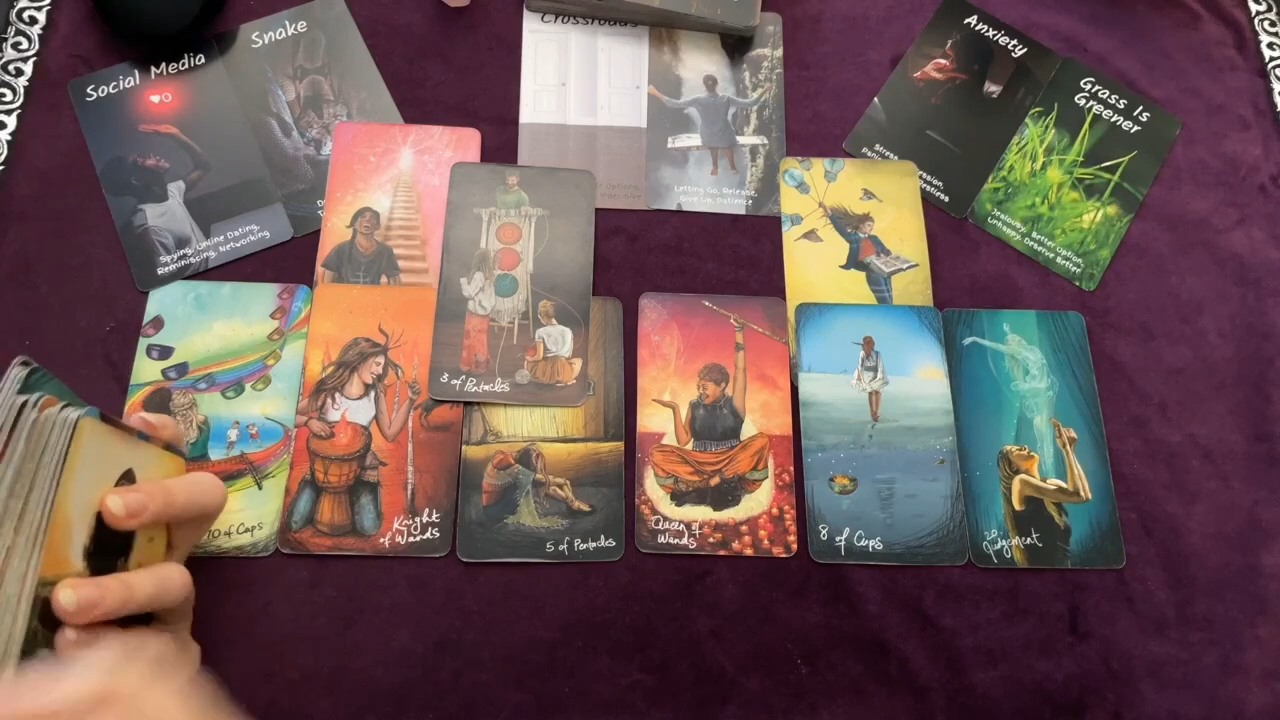 Social Media
Spying, Online Dating,
Reminiscing, Networking
Snake
Crossroads
Letting Go, Release,
Give Up, Patience
Anxiety
Stress,
Restless
Grass Is
Greener
Jealousy, Better Option,
Unhappy, Deserve Better
3 of Pentacles
10 of Cups
Knight
of Wands
5 of Pentacles
Queen of
Wands
8 of Cups
20
Judgement